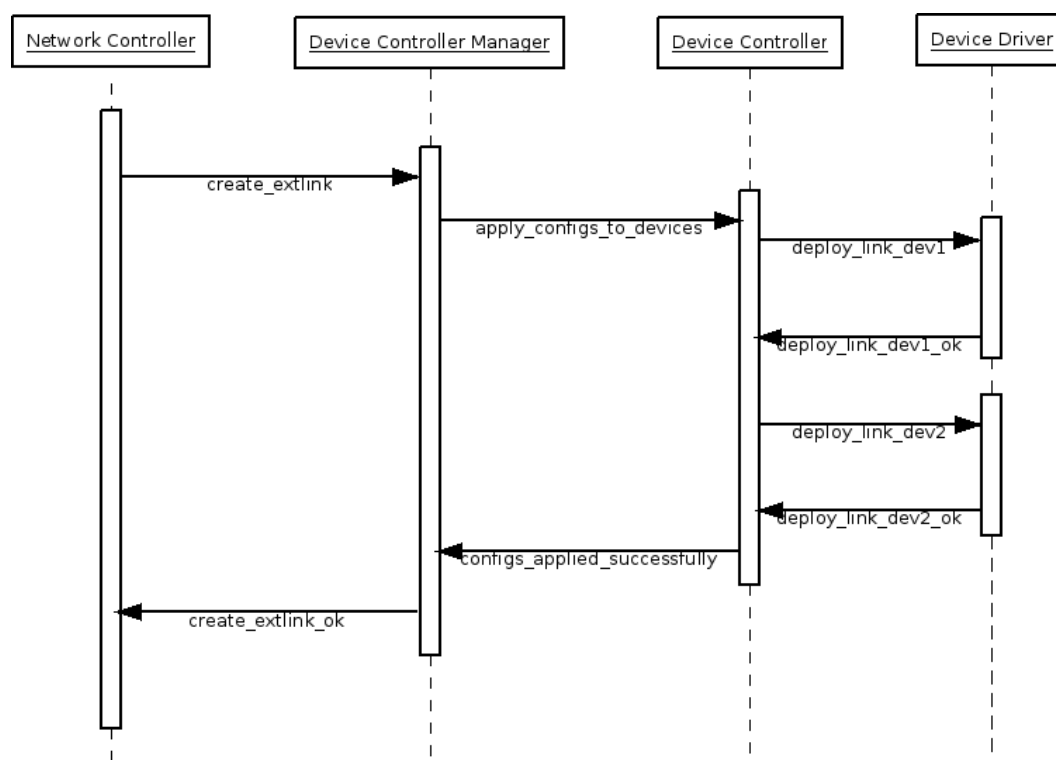 Network Controller
Device Controller Manager
Device Controller
Device Driver
create_extlink
apply_configs_to_devices
deploy_link_dev1
deploy_link_dev1_ok
deploy_link_dev2
deploy_link_dev2_ok
configs_applied_successfully
create_extlink_ok